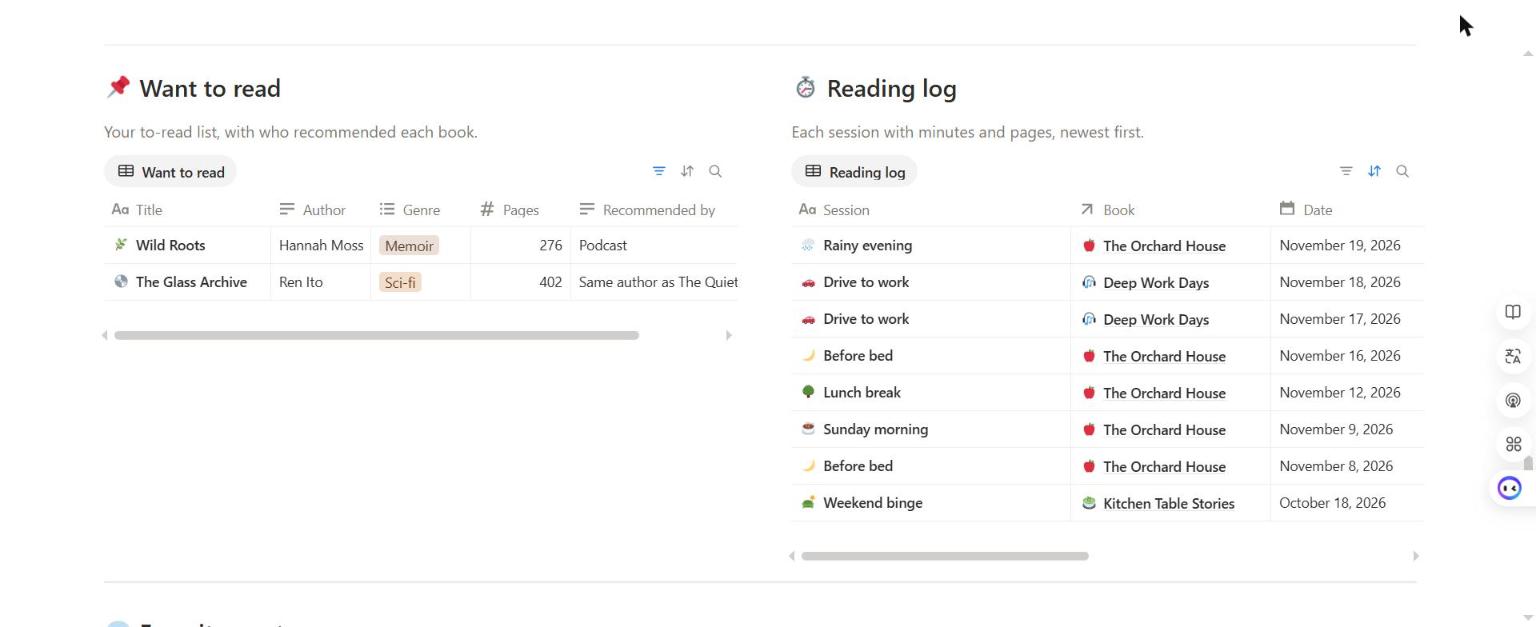 Want to read
Your to-read list, with who recommended each book.
Want to read
Aa Title Author Genre # Pages Recommended by
Wild Roots Hannah Moss Memoir 276 Podcast
The Glass Archive Ren Ito Sci-fi 402 Same author as The Quiet
Reading log
Each session with minutes and pages, newest first.
Reading log
Aa Session Book Date
Rainy evening The Orchard House November 19, 2026
Drive to work Deep Work Days November 18, 2026
Drive to work Deep Work Days November 17, 2026
Before bed The Orchard House November 16, 2026
Lunch break The Orchard House November 12, 2026
Sunday morning The Orchard House November 9, 2026
Before bed The Orchard House November 8, 2026
Weekend binge Kitchen Table Stories October 18, 2026